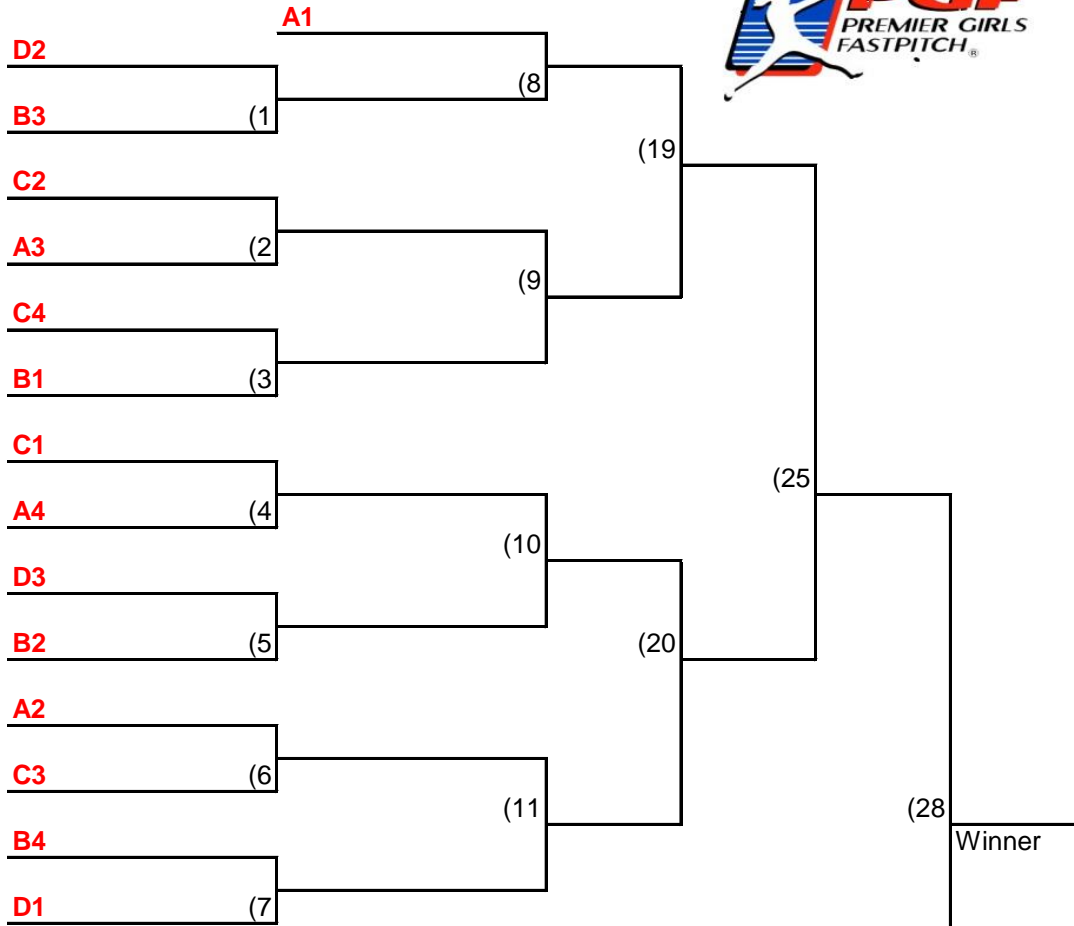 A1
PREMIER GIRLS
FASTPITCH®
D2
(8
B3
(1
(19
C2
A3
(2
(9
C4
B1
(3
C1
(25
A4
(4
(10
D3
B2
(5
(20
A2
C3
(6
(11
(28
B4
Winner
D1
(7